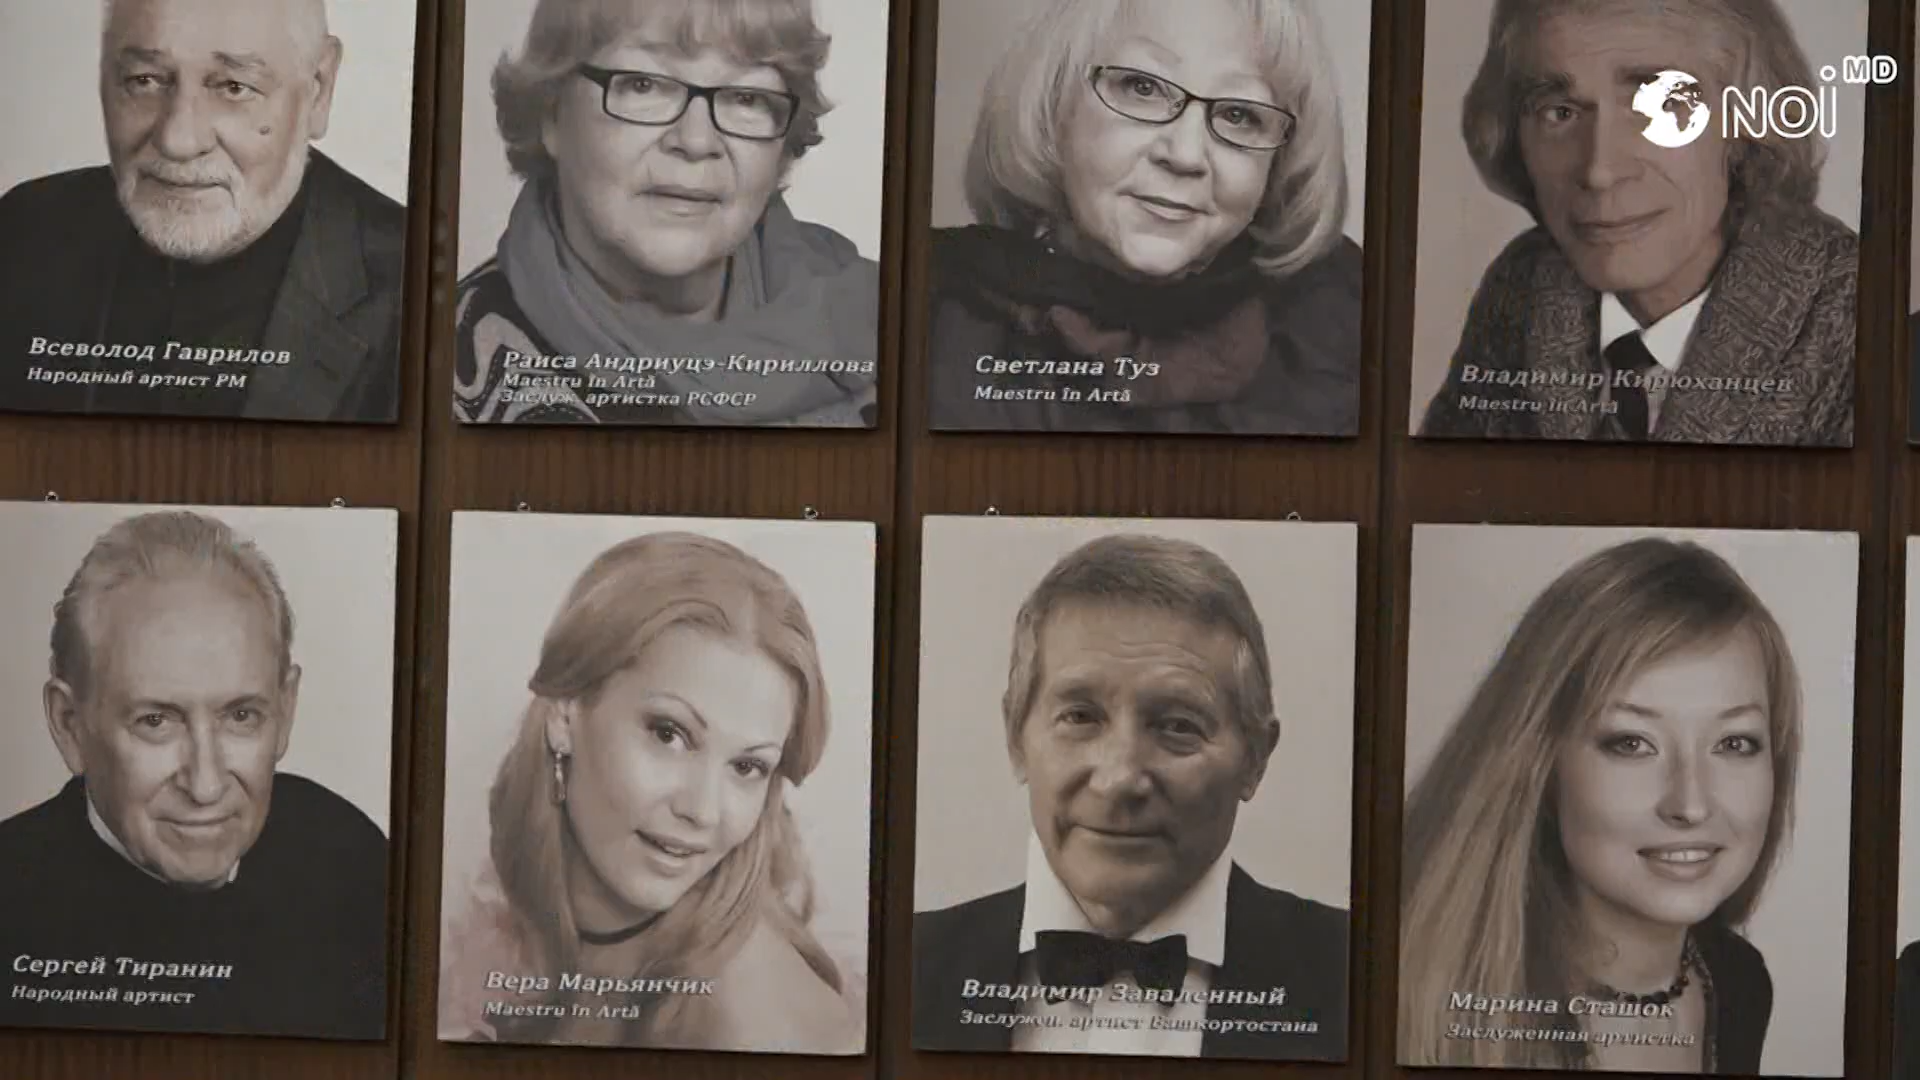 NOI MD
Всеволод Гаврилов
Народный артист РМ
Раиса Андриуцэ-Кириллова
Maestru în Artă
Заслуж. артистка РСФСР
Светлана Туз
Maestru în Artă
Владимир Кирюханцев
Maestru în Artă
Сергей Тиранин
Народный артист
Вера Марьянчик
Maestru în Artă
Владимир Заваленный
Заслужен. артист Башкортостана
Марина Сташок
Заслуженная артистка